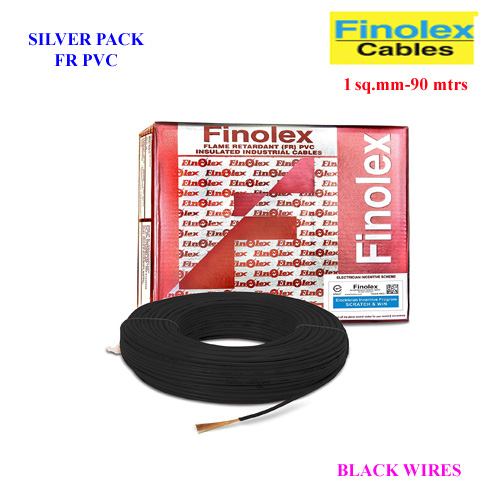 SILVER PACK
FR PVC
Finolex
Cables
1 sq.mm-90 mtrs
Finolex
FLAME RETARDANT (FR) PVC
INSULATED INDUSTRIAL CABLES
Finolex
ELECTRICIAN INCENTIVE SCHEME
Finolex
Electrician Incentive Program
SCRATCH & WIN
BLACK WIRES